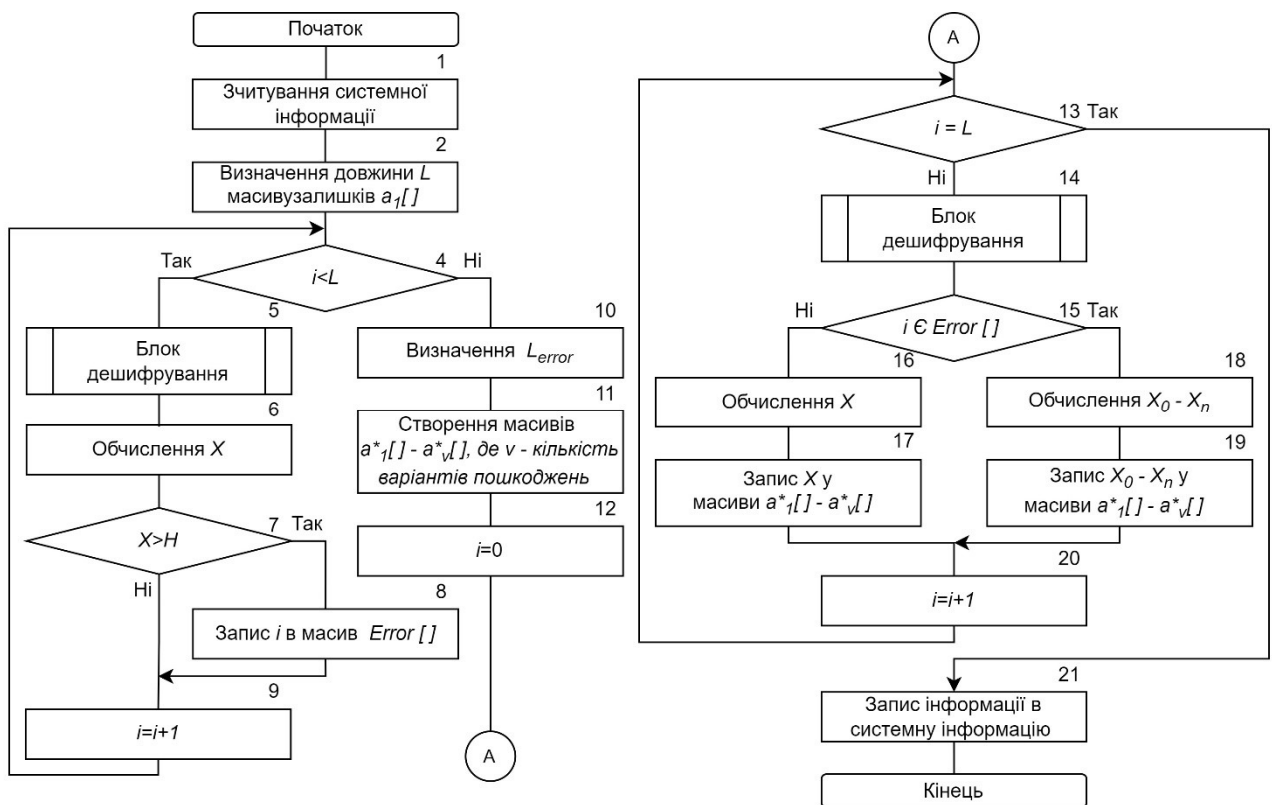 Початок
1
Зчитування системної
інформації
2
Визначення довжини L
масивузалишків a₁[ ]
Так
4
Ні
i<L
5
Блок
дешифрування
6
Обчислення X
7
Так
X>H
Ні
8
Запис i в масив Error [ ]
9
i=i+1
10
Визначення L_error
11
Створення масивів
a*₁[ ] - a*ᵥ[ ], де v - кількість
варіантів пошкоджень
12
i=0
A
A
13 Так
i = L
Ні
14
Блок
дешифрування
Ні
15 Так
i Є Error [ ]
16
Обчислення X
17
Запис X у
масиви a*₁[ ] - a*ᵥ[ ]
18
Обчислення X₀ - Xₙ
19
Запис X₀ - Xₙ у
масиви a*₁[ ] - a*ᵥ[ ]
20
i=i+1
21
Запис інформації в
системну інформацію
Кінець